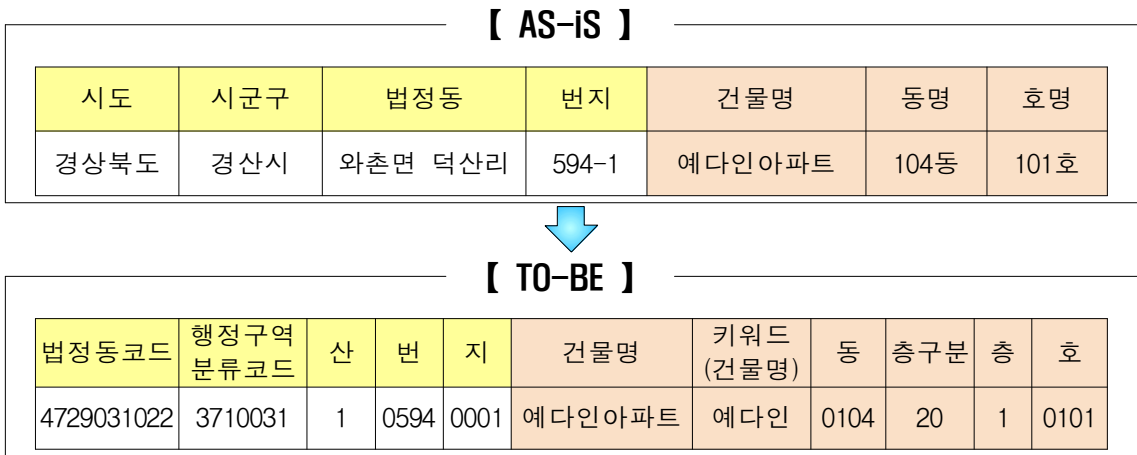 【 AS-iS 】
시도 시군구 법정동 번지 건물명 동명 호명
경상북도 경산시 와촌면 덕산리 594-1 예다인아파트 104동 101호
【 TO-BE 】
법정동코드 행정구역 분류코드 산 번 지 건물명 키워드 (건물명) 동 층구분 층 호
4729031022 3710031 1 0594 0001 예다인아파트 예다인 0104 20 1 0101